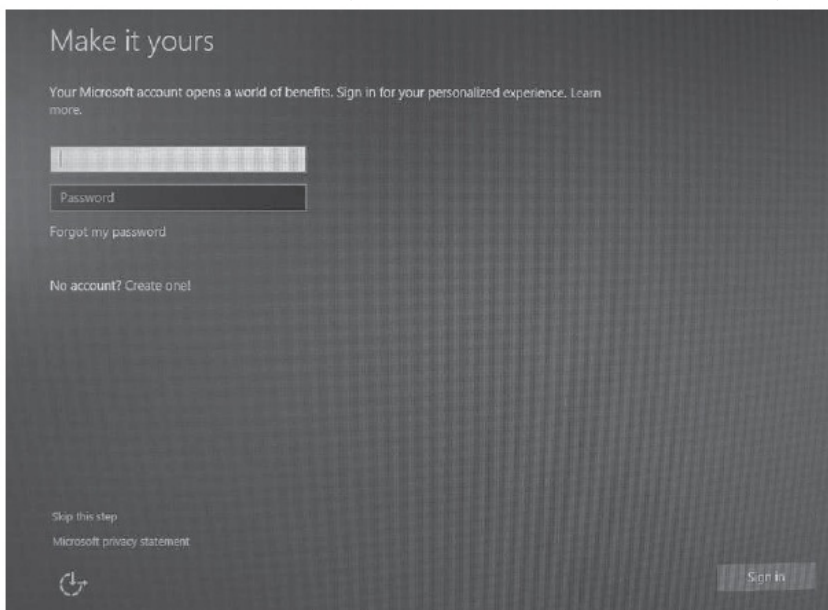 Make it yours
Your Microsoft account opens a world of benefits. Sign in for your personalized experience. Learn
more.
Password
Forgot my password
No account? Create one!
Skip this step
Microsoft privacy statement
Sign in